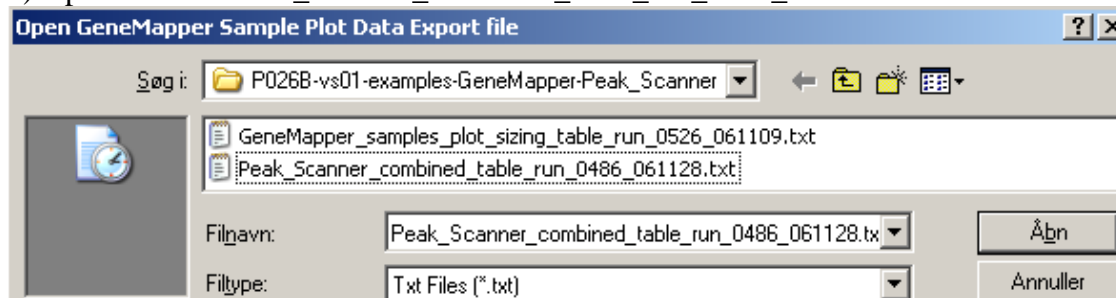 Open GeneMapper Sample Plot Data Export file
Søg i:
P026B-vs01-examples-GeneMapper-Peak_Scanner
GeneMapper_samples_plot_sizing_table_run_0526_061109.txt
Peak_Scanner_combined_table_run_0486_061128.txt
Filnavn:
Peak_Scanner_combined_table_run_0486_061128.tx
Åbn
Filtype:
Txt Files (*.txt)
Annuller